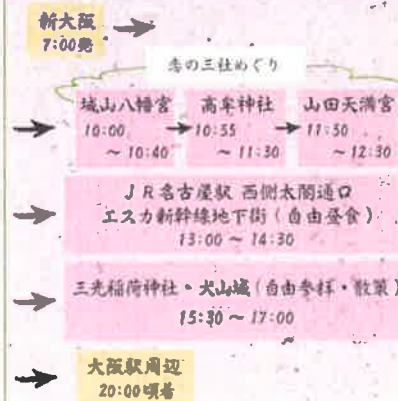 新大阪
7:00発
恋の三社めぐり
城山八幡宮
10:00
～10:40
高牟神社
10:55
～11:30
山田天満宮
11:50
～12:30
JR名古屋駅 西側太閤通口
エスカ新幹線地下街(自由昼食)
13:00～14:30
三光稲荷神社・犬山城(自由参拝・散策)
15:30～17:00
大阪駅周辺
20:00頃着